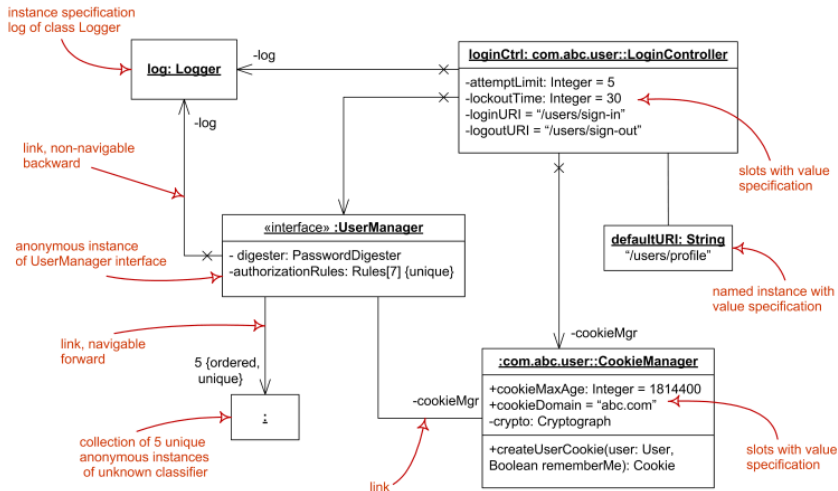 instance specification
log of class Logger
log: Logger
-log
-log
loginCtrl: com.abc.user::LoginController
-attemptLimit: Integer = 5
-lockoutTime: Integer = 30
-loginURI = “/users/sign-in”
-logoutURI = “/users/sign-out”
slots with value
specification
link, non-navigable
backward
«interface» :UserManager
- digester: PasswordDigester
-authorizationRules: Rules[7] {unique}
anonymous instance
of UserManager interface
defaultURI: String
“/users/profile”
named instance with
value specification
link, navigable
forward
5 {ordered,
unique}
:
collection of 5 unique
anonymous instances
of unknown classifier
-cookieMgr
-cookieMgr
link
:com.abc.user::CookieManager
+cookieMaxAge: Integer = 1814400
+cookieDomain = “abc.com”
-crypto: Cryptograph
+createUserCookie(user: User,
Boolean rememberMe): Cookie
slots with value
specification